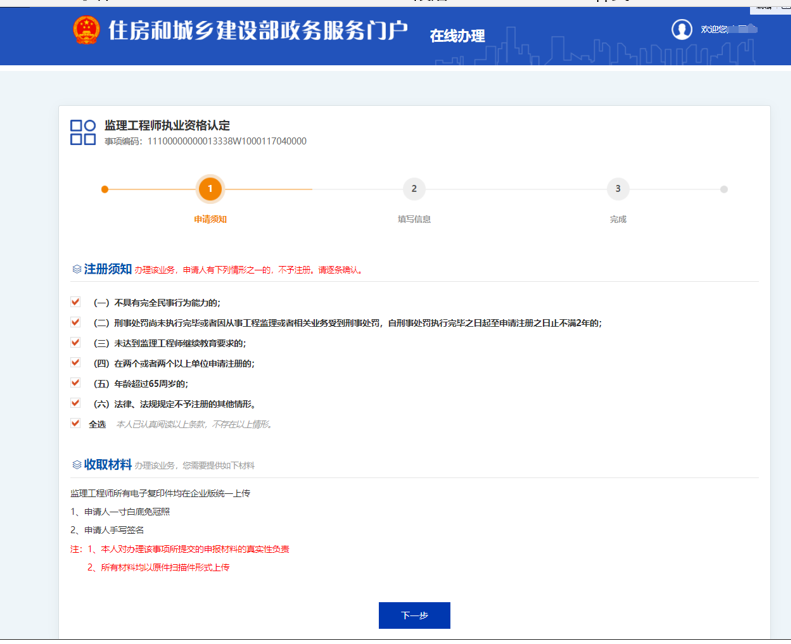 住房和城乡建设部政务服务门户
在线办理
欢迎您
监理工程师执业资格认定
事项编码：11100000000013338W1000117040000
1
2
3
申请须知
填写信息
完成
注册须知 办理该业务，申请人有下列情形之一的，不予注册。请逐条确认。
（一）不具有完全民事行为能力的；
（二）刑事处罚尚未执行完毕或者因从事工程监理或者相关业务受到刑事处罚，自刑事处罚执行完毕之日起至申请注册之日止不满2年的；
（三）未达到监理工程师继续教育要求的；
（四）在两个或者两个以上单位申请注册的；
（五）年龄超过65周岁的；
（六）法律、法规规定不予注册的其他情形。
全选 本人已认真阅读以上条款，不存在以上情形。
收取材料 办理该业务，您需要提供如下材料
监理工程师所有电子复印件均在企业版统一上传
1、申请人一寸白底免冠照
2、申请人手写签名
注：1、本人对办理该事项所提交的申报材料的真实性负责
2、所有材料均以原件扫描件形式上传
下一步